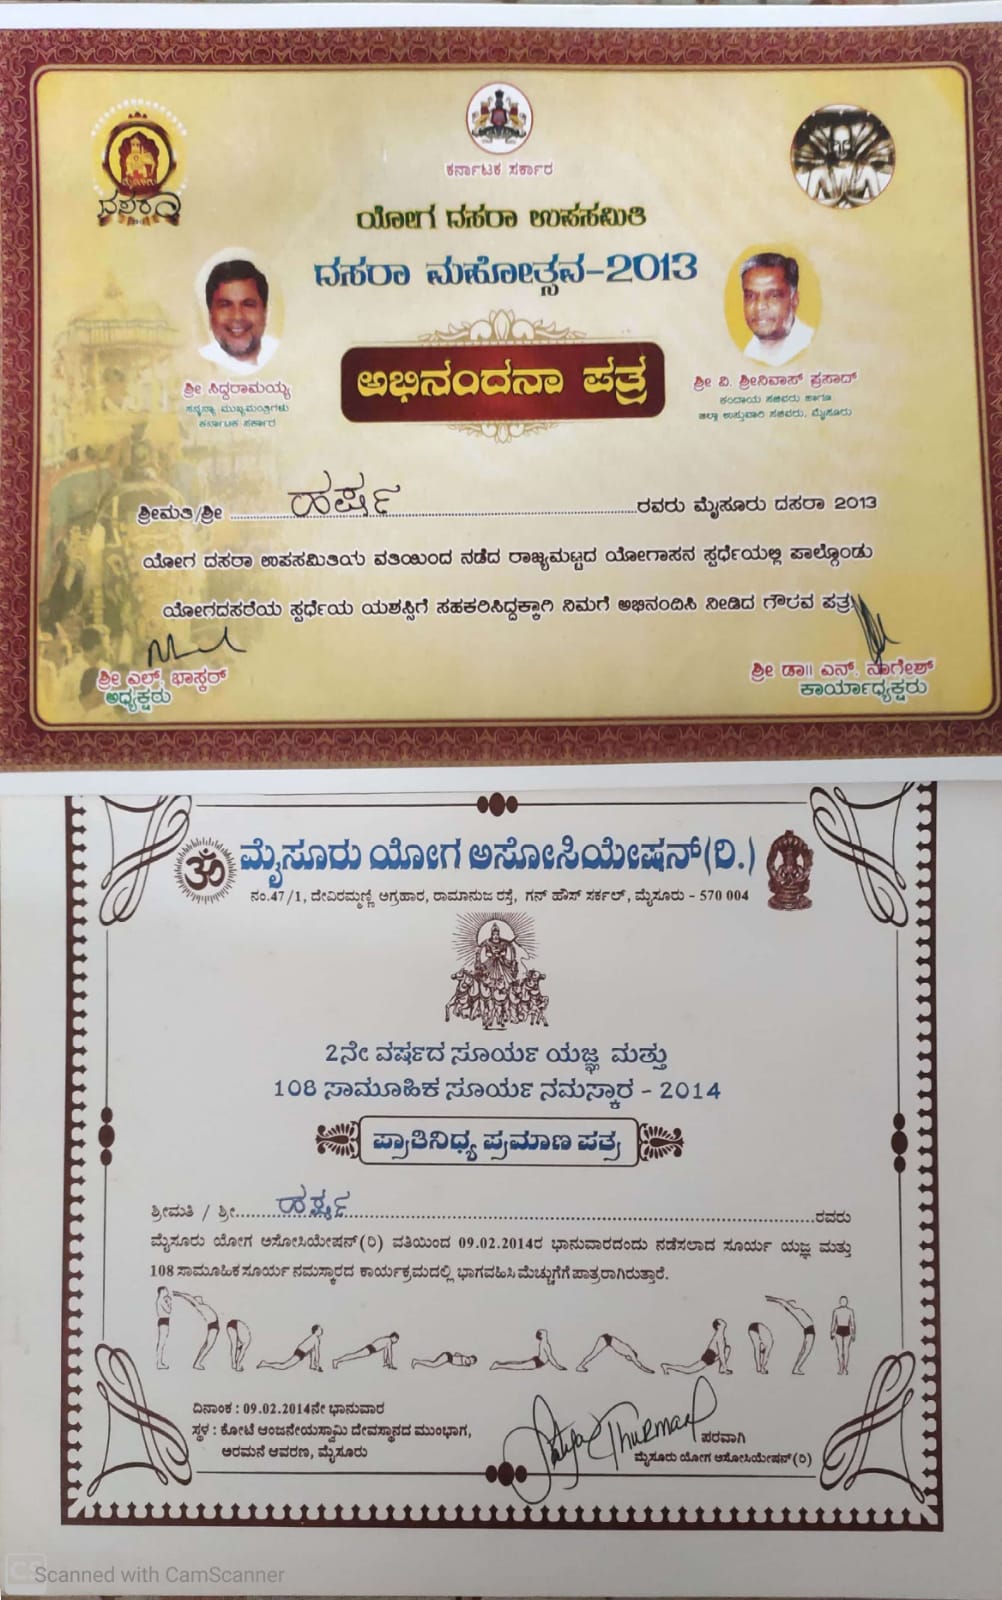 ದಸರಾ
ಕರ್ನಾಟಕ ಸರ್ಕಾರ
ಯೋಗ ದಸರಾ ಉಪಸಮಿತಿ
ದಸರಾ ಮಹೋತ್ಸವ-2013
ಅಭಿನಂದನಾ ಪತ್ರ
ಶ್ರೀ ಸಿದ್ದರಾಮಯ್ಯ
ಸನ್ಮಾನ್ಯ ಮುಖ್ಯಮಂತ್ರಿಗಳು
ಕರ್ನಾಟಕ ಸರ್ಕಾರ
ಶ್ರೀ ವಿ. ಶ್ರೀನಿವಾಸ್ ಪ್ರಸಾದ್
ಕಂದಾಯ ಸಚಿವರು ಹಾಗೂ
ಜಿಲ್ಲಾ ಉಸ್ತುವಾರಿ ಸಚಿವರು, ಮೈಸೂರು
ಶ್ರೀಮತಿ/ಶ್ರೀ ಹರ್ಷ ರವರು ಮೈಸೂರು ದಸರಾ 2013
ಯೋಗ ದಸರಾ ಉಪಸಮಿತಿಯ ವತಿಯಿಂದ ನಡೆದ ರಾಜ್ಯಮಟ್ಟದ ಯೋಗಾಸನ ಸ್ಪರ್ಧೆಯಲ್ಲಿ ಪಾಲ್ಗೊಂಡು
ಯೋಗದಸರೆಯ ಸ್ಪರ್ಧೆಯ ಯಶಸ್ಸಿಗೆ ಸಹಕರಿಸಿದ್ದಕ್ಕಾಗಿ ನಿಮಗೆ ಅಭಿನಂದಿಸಿ ನೀಡಿದ ಗೌರವ ಪತ್ರ
ಶ್ರೀ ಎಲ್. ಭಾಸ್ಕರ್
ಅಧ್ಯಕ್ಷರು
ಶ್ರೀ ಡಾ|| ಎನ್. ನಾಗೇಶ್
ಕಾರ್ಯಾಧ್ಯಕ್ಷರು
ಮೈಸೂರು ಯೋಗ ಅಸೋಸಿಯೇಷನ್(ರಿ.)
ನಂ.47/1, ದೇವಿರಮ್ಮಣ್ಣಿ ಅಗ್ರಹಾರ, ರಾಮಾನುಜ ರಸ್ತೆ, ಗನ್ ಹೌಸ್ ಸರ್ಕಲ್, ಮೈಸೂರು - 570 004
2ನೇ ವರ್ಷದ ಸೂರ್ಯ ಯಜ್ಞ ಮತ್ತು
108 ಸಾಮೂಹಿಕ ಸೂರ್ಯ ನಮಸ್ಕಾರ - 2014
ಪ್ರಾತಿನಿಧ್ಯ ಪ್ರಮಾಣ ಪತ್ರ
ಶ್ರೀಮತಿ / ಶ್ರೀ ಹರ್ಷ ರವರು
ಮೈಸೂರು ಯೋಗ ಅಸೋಸಿಯೇಷನ್(ರಿ) ವತಿಯಿಂದ 09.02.2014ರ ಭಾನುವಾರದಂದು ನಡೆಸಲಾದ ಸೂರ್ಯ ಯಜ್ಞ ಮತ್ತು
108 ಸಾಮೂಹಿಕ ಸೂರ್ಯ ನಮಸ್ಕಾರದ ಕಾರ್ಯಕ್ರಮದಲ್ಲಿ ಭಾಗವಹಿಸಿ ಮೆಚ್ಚುಗೆಗೆ ಪಾತ್ರರಾಗಿರುತ್ತಾರೆ.
ದಿನಾಂಕ : 09.02.2014ನೇ ಭಾನುವಾರ
ಸ್ಥಳ : ಕೋಟೆ ಆಂಜನೇಯಸ್ವಾಮಿ ದೇವಸ್ಥಾನದ ಮುಂಭಾಗ,
ಅರಮನೆ ಆವರಣ, ಮೈಸೂರು
ಪರವಾಗಿ
ಮೈಸೂರು ಯೋಗ ಅಸೋಸಿಯೇಷನ್(ರಿ)
CS Scanned with CamScanner